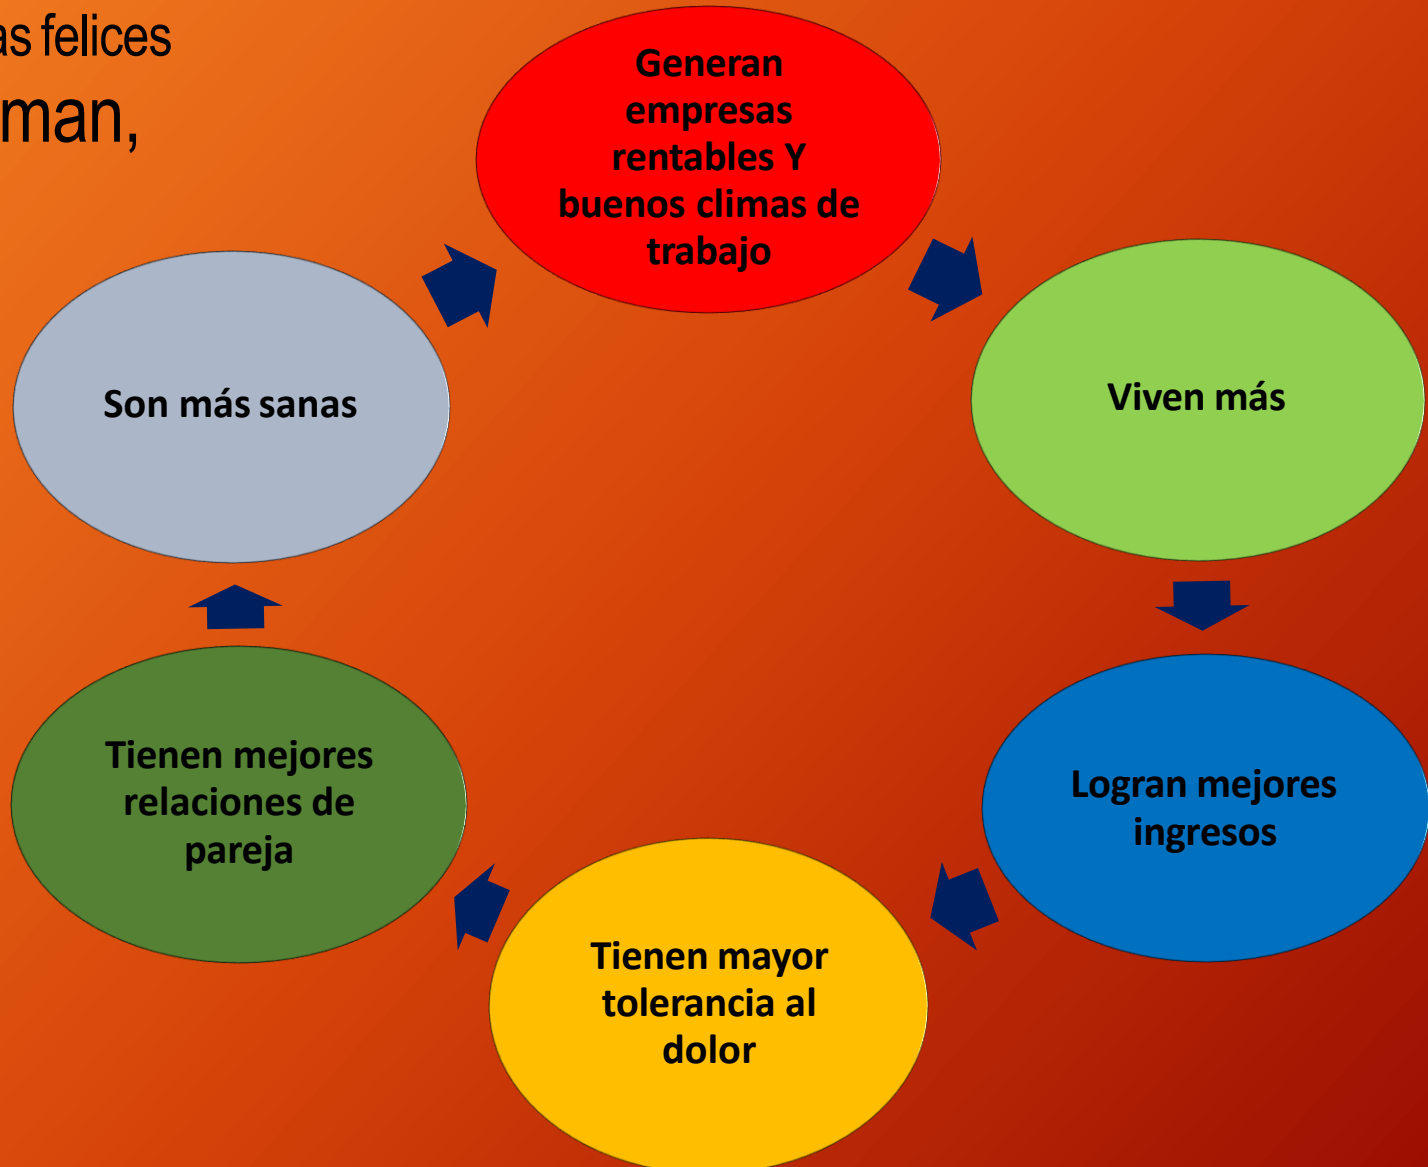 as felices
man,
Generan
empresas
rentables Y
buenos climas de
trabajo
Viven más
Logran mejores
ingresos
Tienen mayor
tolerancia al
dolor
Tienen mejores
relaciones de
pareja
Son más sanas